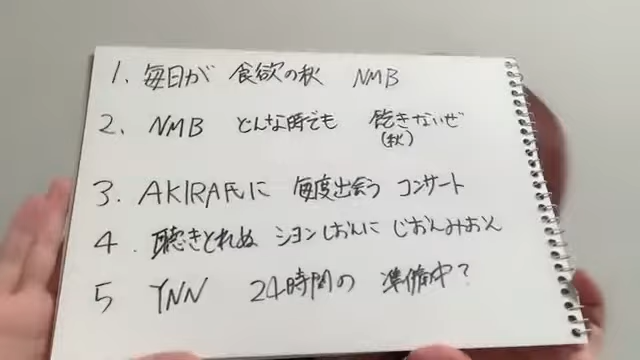 1. 毎日が 食欲の秋 NMB
2、 NMB どんな時でも 飽きないぜ
(秋)
3. AKIRA氏に 毎度出会う コンサート
4. 聴きとれぬ ションしおんに じおんみおん
5 YNN 24時間の 準備中?